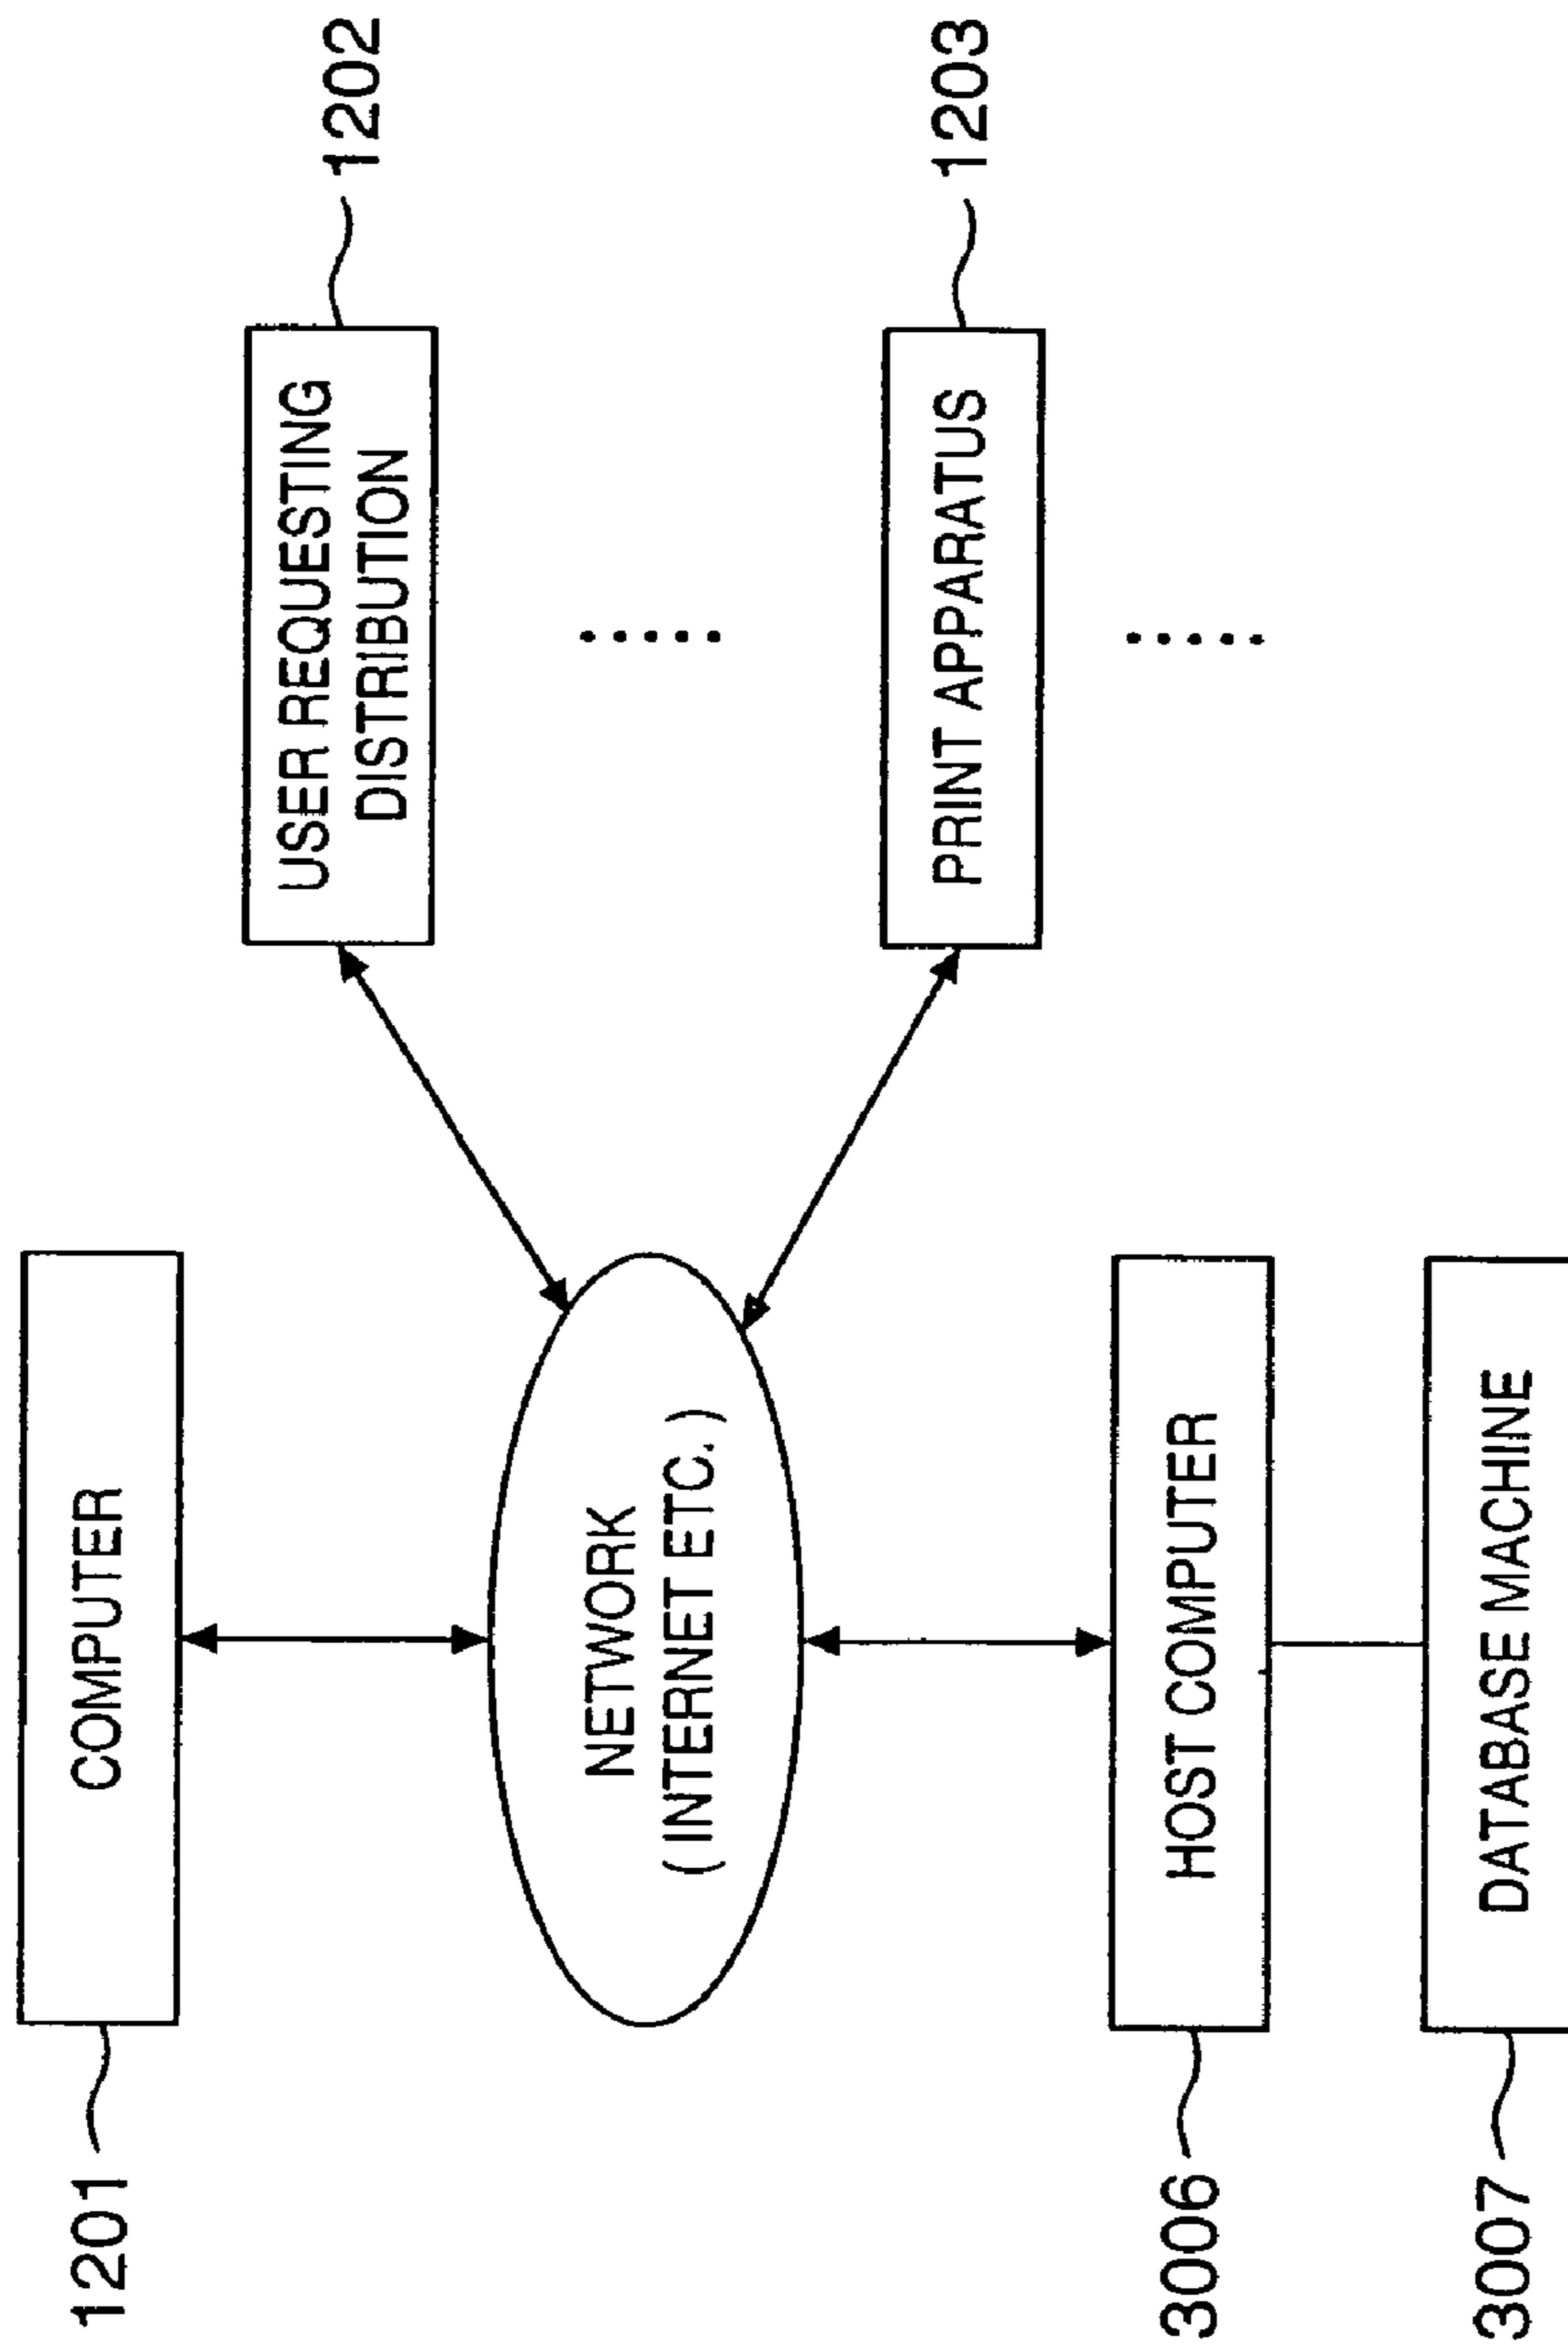 1201
COMPUTER
USER REQUESTING
DISTRIBUTION
1202
NETWORK
( INTERNET ETC. )
PRINT APPARATUS
1203
3006
HOST COMPUTER
3007
DATABASE MACHINE